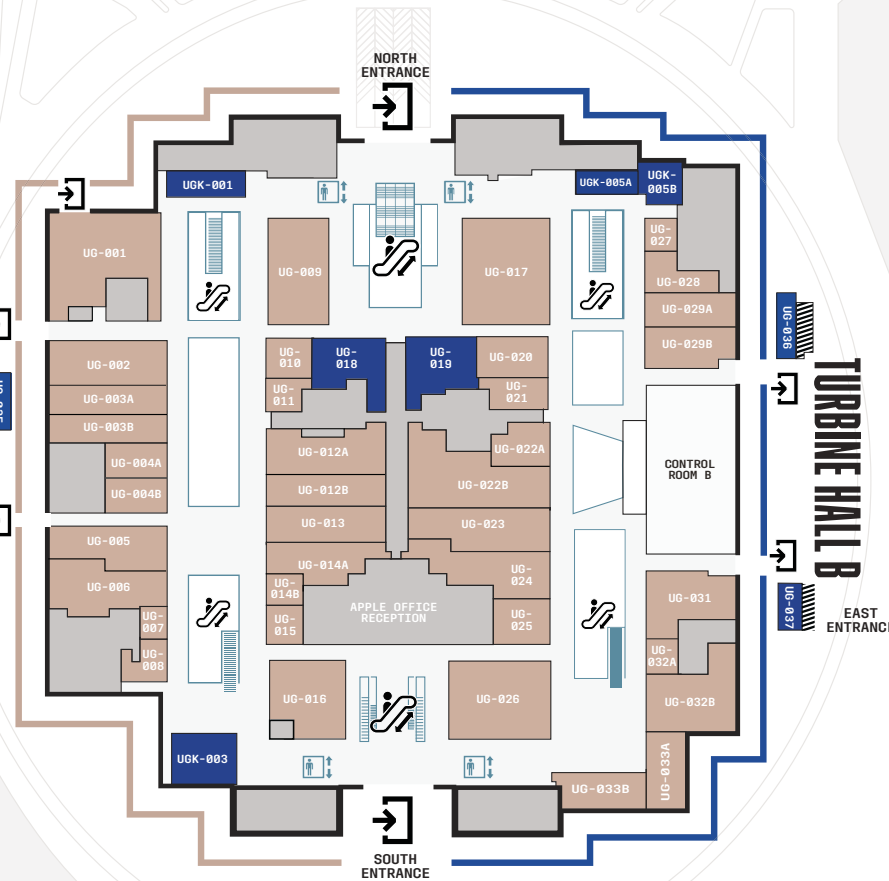 NORTH
ENTRANCE
UGK-001
UGK-005A
UGK-
005B
UG-001
UG-009
UG-017
UG-
027
UG-028
UG-029A
UG-029B
UG-036
UG-002
UG-003A
UG-003B
UG-004A
UG-004B
UG-
010
UG-
011
UG-
018
UG-
019
UG-020
UG-
021
UG-012A
UG-012B
UG-013
UG-014A
UG-
014B
UG-
015
UG-022A
UG-022B
UG-023
UG-
024
UG-
025
APPLE OFFICE
RECEPTION
CONTROL
ROOM B
TURBINE HALL B
UG-005
UG-006
UG-
007
UG-
008
UG-031
UG-
032A
UG-032B
UG-037
EAST
ENTRANCE
UG-016
UG-026
UGK-003
UG-033A
UG-033B
SOUTH
ENTRANCE